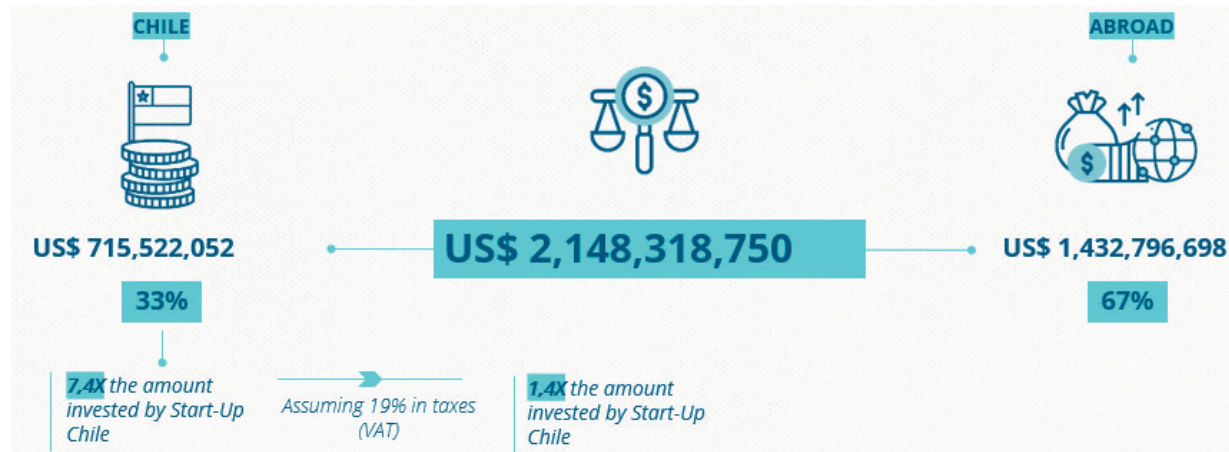 CHILE
ABROAD
$
$
US$ 715,522,052
US$ 2,148,318,750
US$ 1,432,796,698
33%
67%
7,4X the amount
invested by Start-Up
Chile
Assuming 19% in taxes
(VAT)
1,4X the amount
invested by Start-Up
Chile